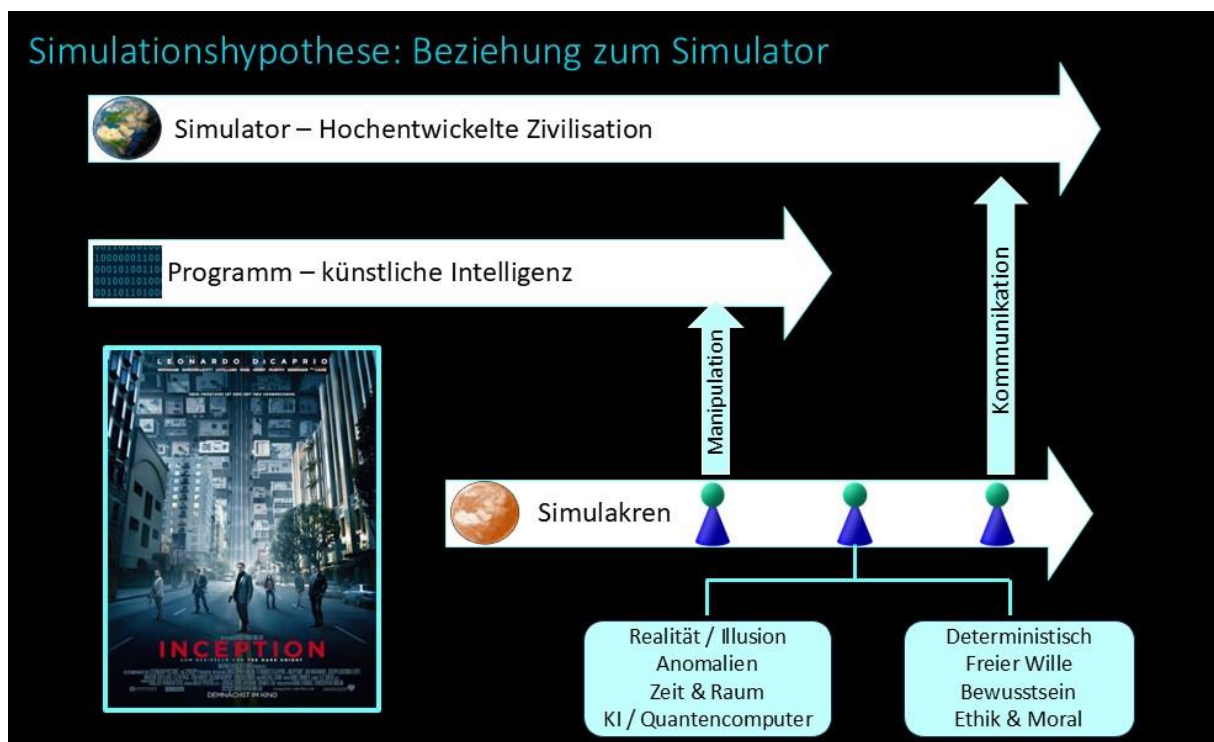 Simulationshypothese: Beziehung zum Simulator
Simulator – Hochentwickelte Zivilisation
Programm – künstliche Intelligenz
Manipulation
Kommunikation
LEONARDO DiCAPRIO
INCEPTION
DEMNÄCHST IM KINO
Simulakren
Realität / Illusion
Anomalien
Zeit & Raum
KI / Quantencomputer
Deterministisch
Freier Wille
Bewusstsein
Ethik & Moral